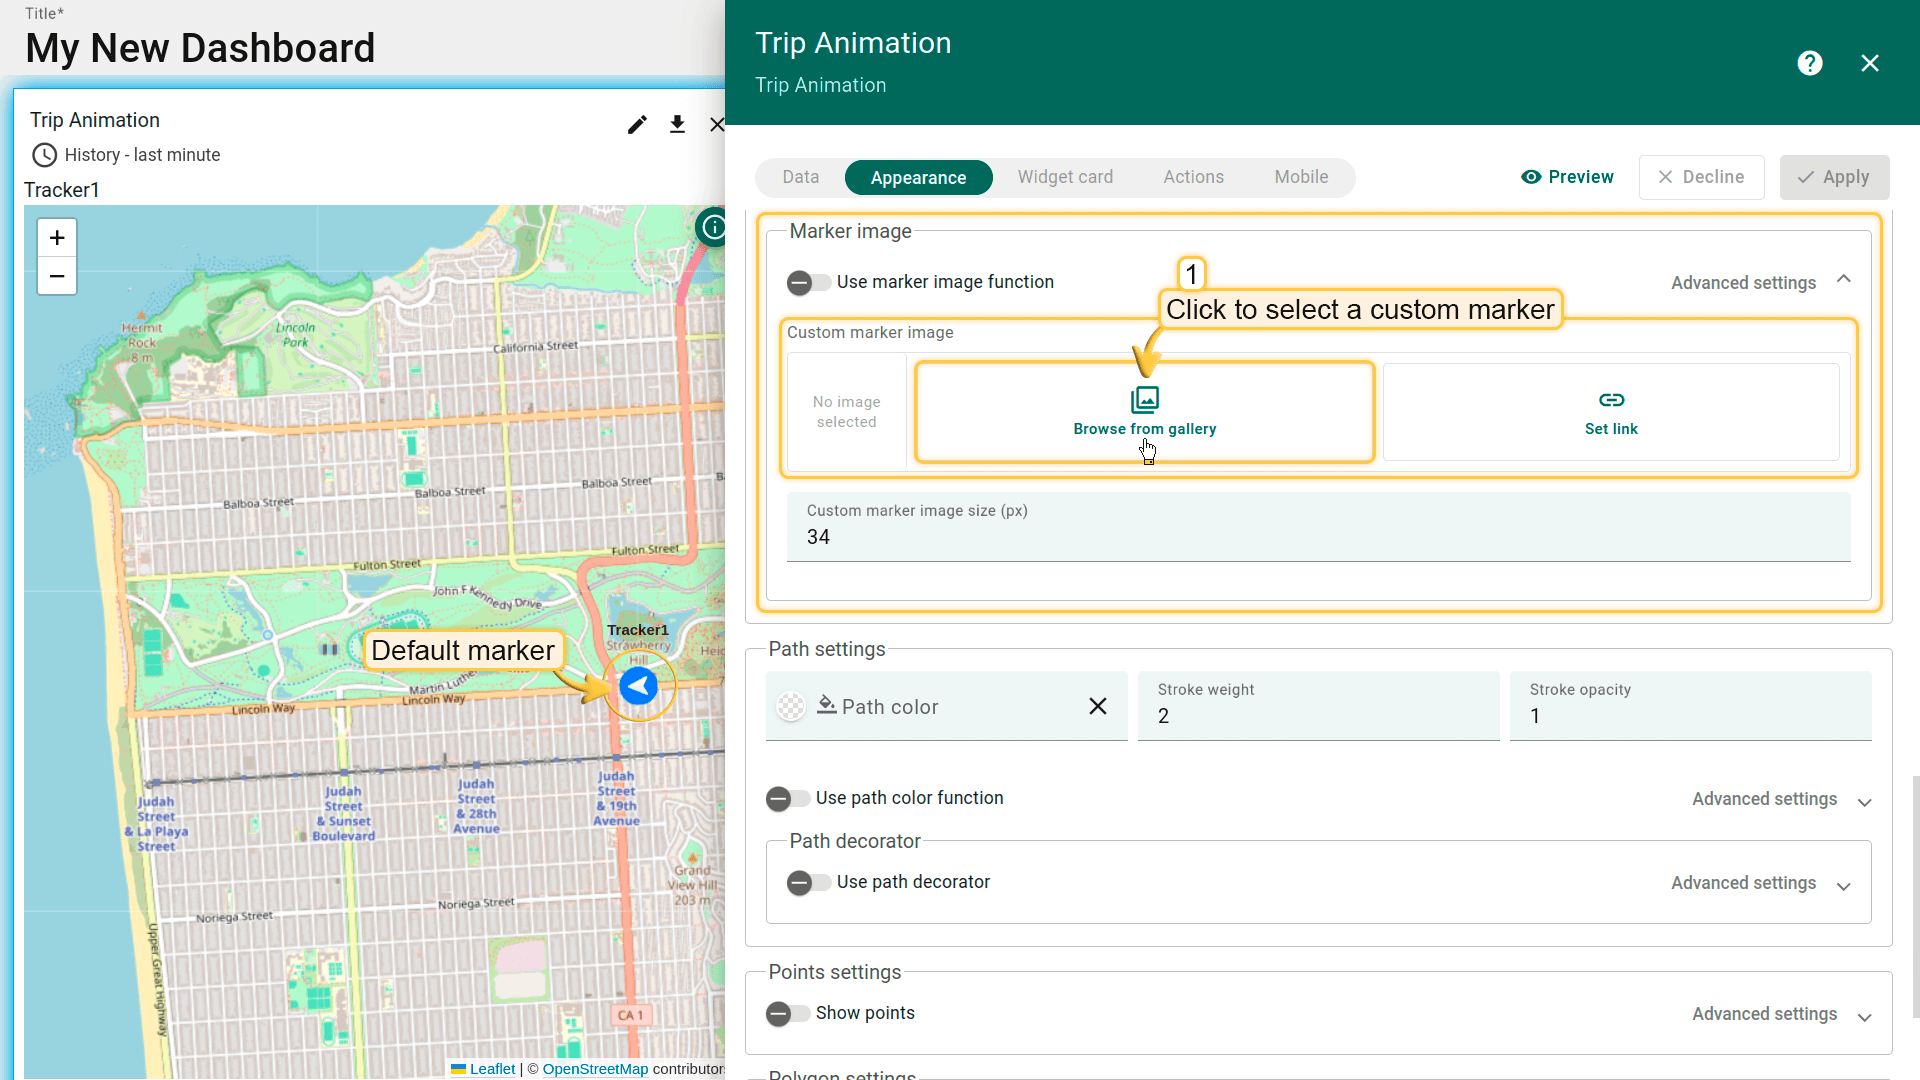 Title*
My New Dashboard
Trip Animation
History - last minute
Tracker1
+
−
Hermit
Rock
8 m
Lincoln
Park
California Street
Balboa Street
Balboa Street
Balboa Street
Fulton Street
Fulton Street
John F Kennedy Drive
Default marker
Tracker1
Strawberry
Hill
Martin Luth
Lincoln Way
Lincoln Way
Judah
Street
& La Playa
Street
Judah
Street
& Sunset
Boulevard
Judah
Street
& 28th
Avenue
Judah
Street
& 19th
Avenue
Grand
View Hill
203 m
Noriega Street
Noriega Street
Upper Great Highway
CA 1
Leaflet | © OpenStreetMap contributors
Trip Animation
Trip Animation
Data
Appearance
Widget card
Actions
Mobile
Preview
Decline
Apply
Marker image
Use marker image function
Advanced settings
1
Click to select a custom marker
Custom marker image
No image
selected
Browse from gallery
Set link
Custom marker image size (px)
34
Path settings
Path color
Stroke weight
2
Stroke opacity
1
Use path color function
Advanced settings
Path decorator
Use path decorator
Advanced settings
Points settings
Show points
Advanced settings
Polygon settings